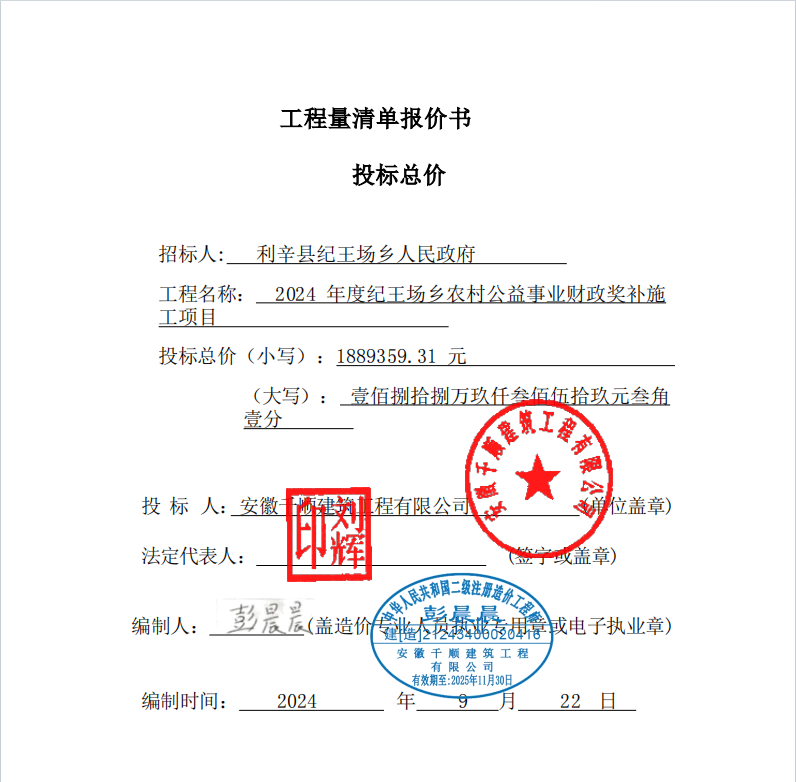 工程量清单报价书
投标总价
招标人: 利辛县纪王场乡人民政府
工程名称: 2024 年度纪王场乡农村公益事业财政奖补施
工项目
投标总价（小写）: 1889359.31 元
（大写）: 壹佰捌拾捌万玖仟叁佰伍拾玖元叁角
壹分
安徽千顺建筑工程有限公司
投 标 人: 安徽千顺建筑工程有限公司 (单位盖章)
刘辉
印
法定代表人: (签字或盖章)
中华人民共和国二级注册造价工程师
彭晨晨
编制人: 彭晨晨 (盖造价专业人员执业专用章或电子执业章)
建[造]21243400020416
安徽千顺建筑工程
有限公司
有效期至:2025年11月30日
编制时间: 2024 年 9 月 22 日